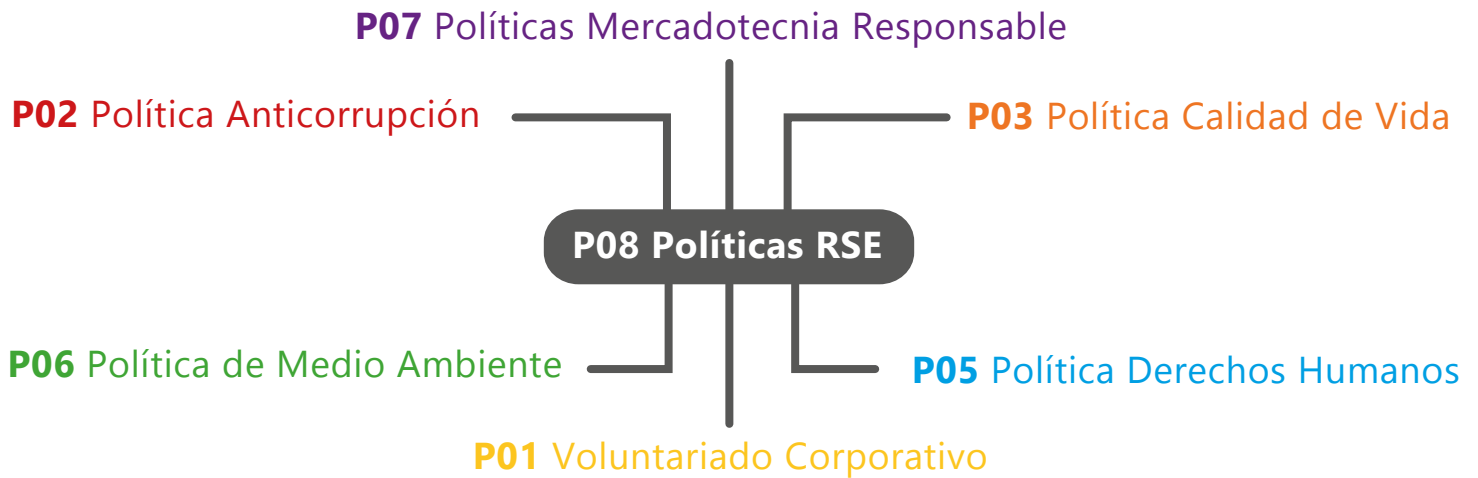 P07 Políticas Mercadotecnia Responsable
P02 Política Anticorrupción
P03 Política Calidad de Vida
P08 Políticas RSE
P06 Política de Medio Ambiente
P05 Política Derechos Humanos
P01 Voluntariado Corporativo